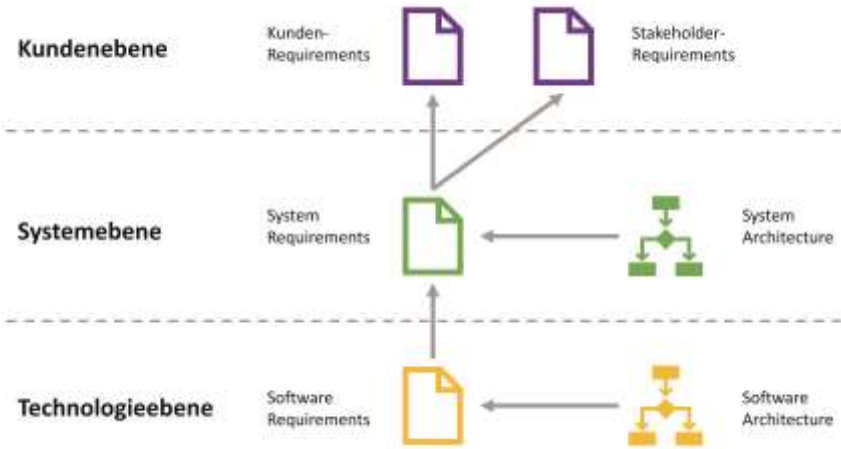 Kundenebene
Kunden-
Requirements
Stakeholder-
Requirements
Systemebene
System
Requirements
System
Architecture
Technologieebene
Software
Requirements
Software
Architecture